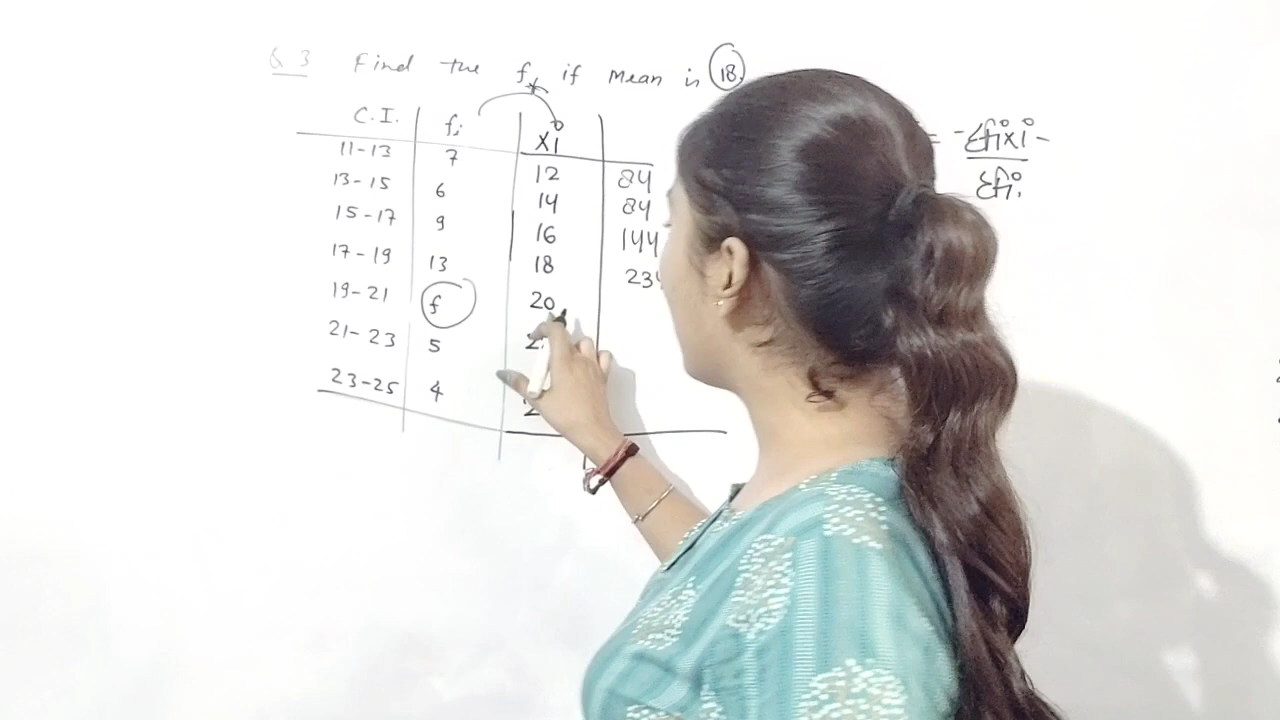 Q 3 Find the f, if Mean is 18.
C.I. fi xi
11-13 7 12 84
13-15 6 14 84
15-17 9 16 144
17-19 13 18 234
19-21 f 20
21-23 5
23-25 4
= Σfixi
Σfi